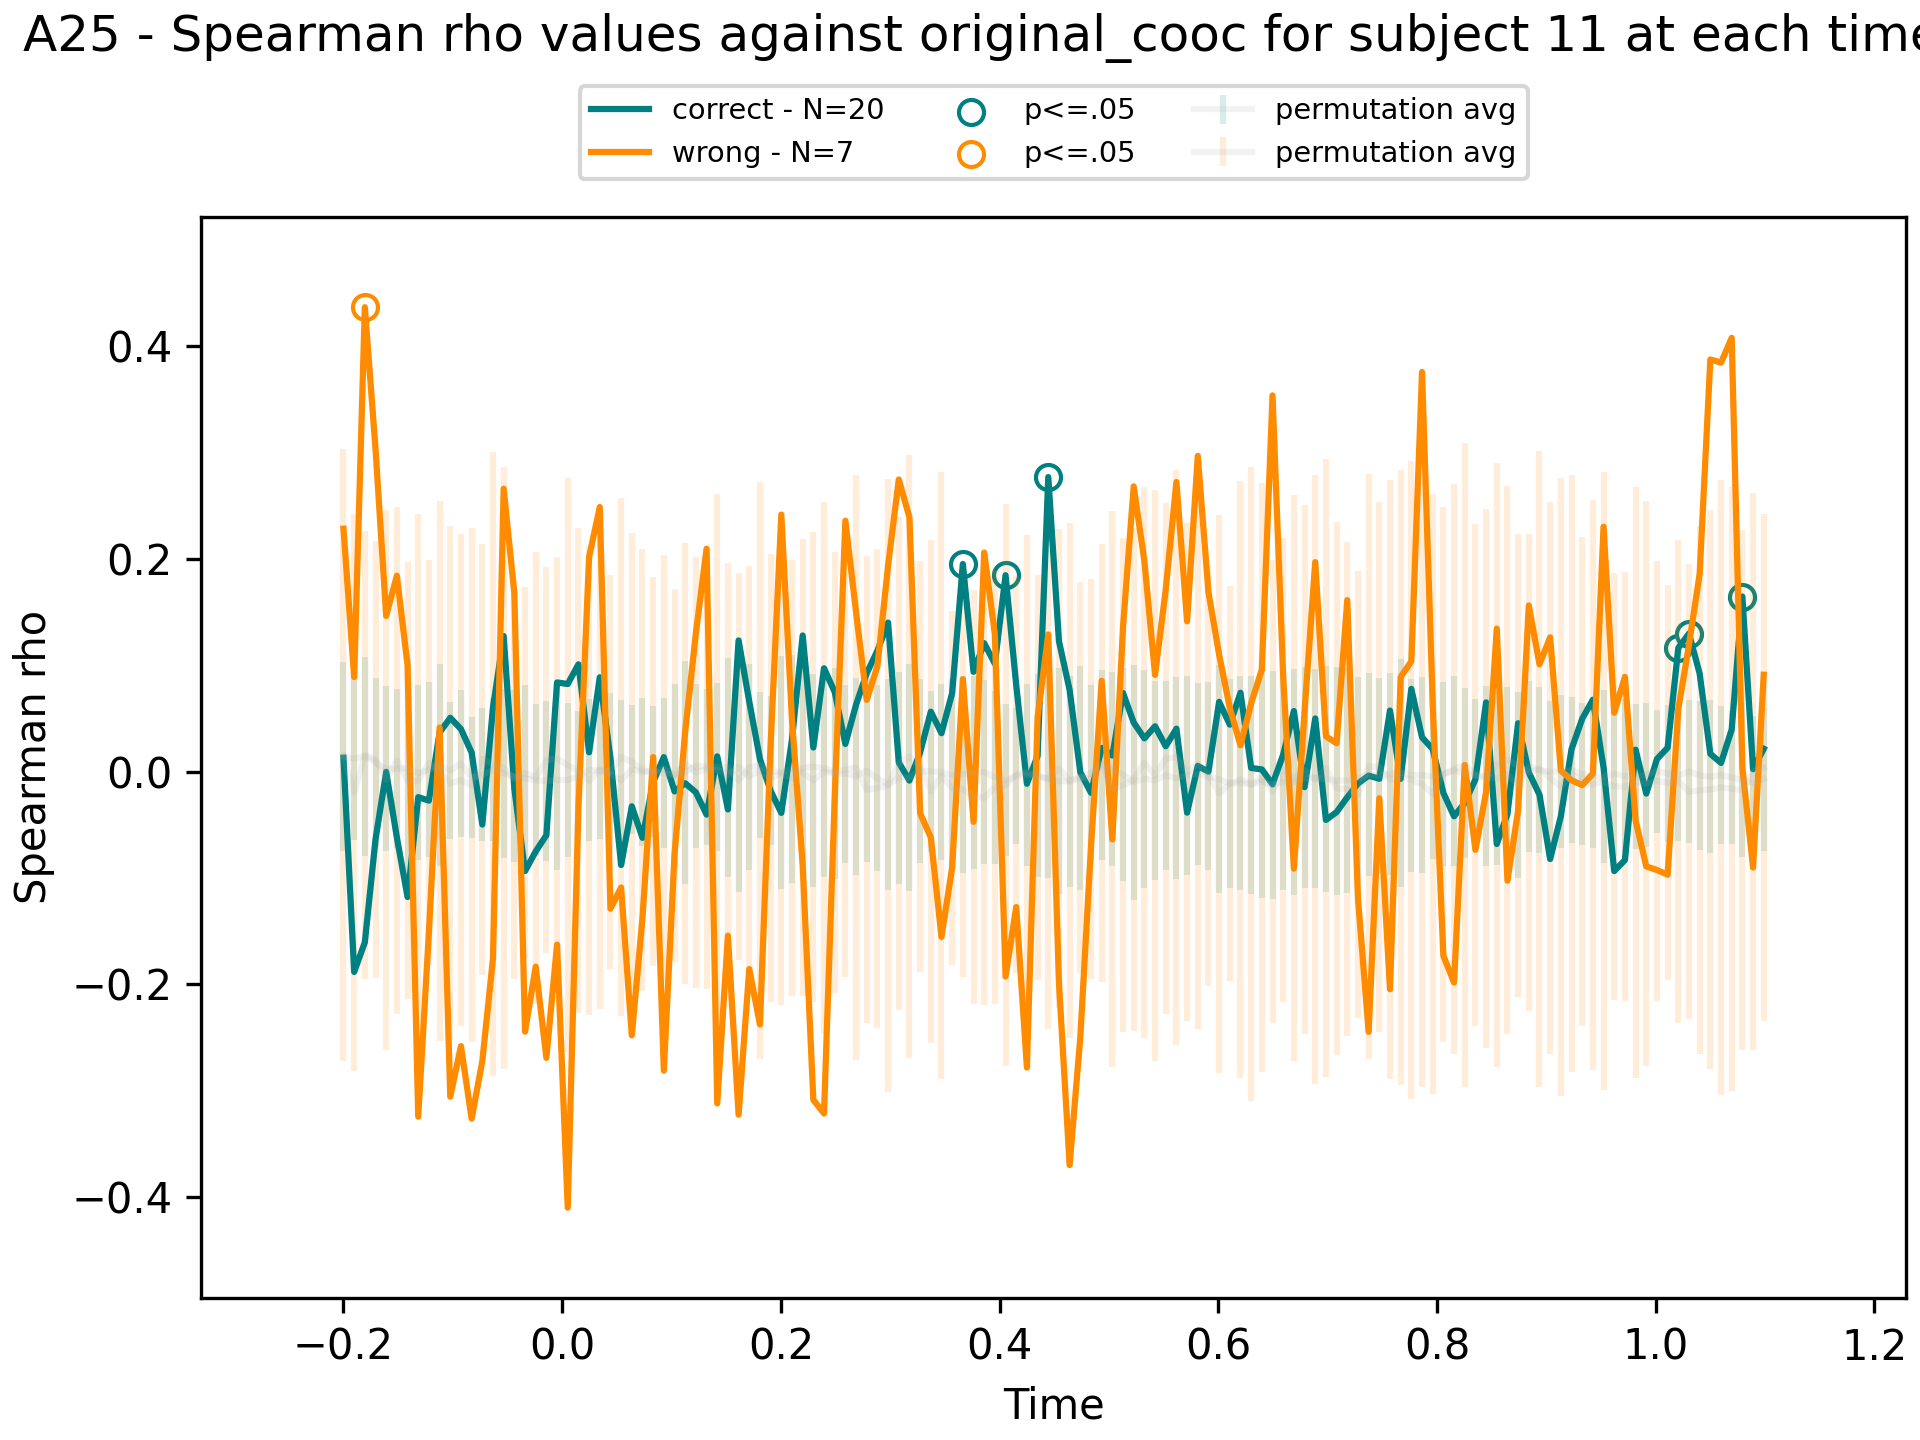 A25 - Spearman rho values against original_cooc for subject 11 at each time
correct - N=20
wrong - N=7
p<=.05
p<=.05
permutation avg
permutation avg
Spearman rho
0.4
0.2
0.0
−0.2
−0.4
−0.2 0.0 0.2 0.4 0.6 0.8 1.0 1.2
Time